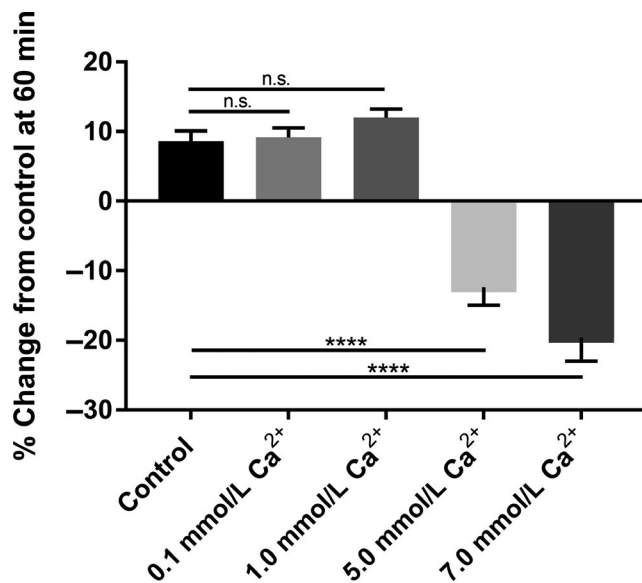 % Change from control at 60 min
20
10
0
–10
–20
–30
n.s.
n.s.
****
****
Control
0.1 mmol/L Ca²⁺
1.0 mmol/L Ca²⁺
5.0 mmol/L Ca²⁺
7.0 mmol/L Ca²⁺